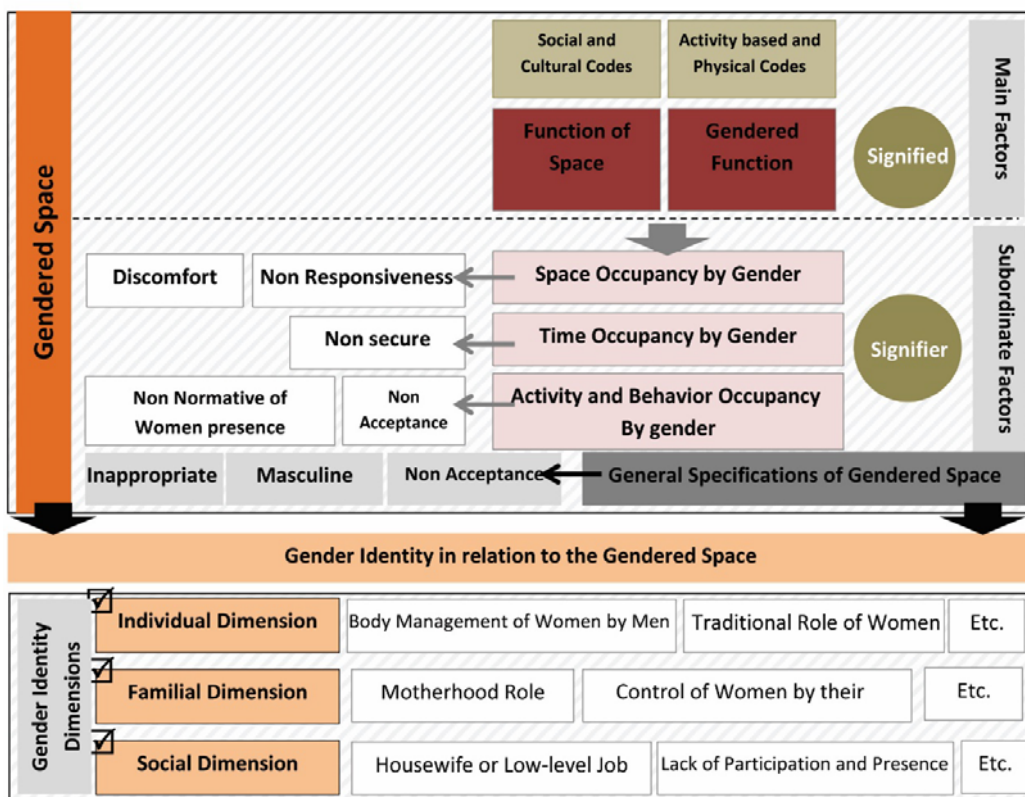 Gendered Space
Social and
Cultural Codes
Activity based and
Physical Codes
Function of
Space
Gendered
Function
Signified
Main Factors
Discomfort
Non Responsiveness
Space Occupancy by Gender
Non secure
Time Occupancy by Gender
Signifier
Subordinate Factors
Non Normative of
Women presence
Non
Acceptance
Activity and Behavior Occupancy
By gender
Inappropriate
Masculine
Non Acceptance
General Specifications of Gendered Space
Gender Identity in relation to the Gendered Space
Gender Identity
Dimensions
Individual Dimension
Body Management of Women by Men
Traditional Role of Women
Etc.
Familial Dimension
Motherhood Role
Control of Women by their
Etc.
Social Dimension
Housewife or Low-level Job
Lack of Participation and Presence
Etc.